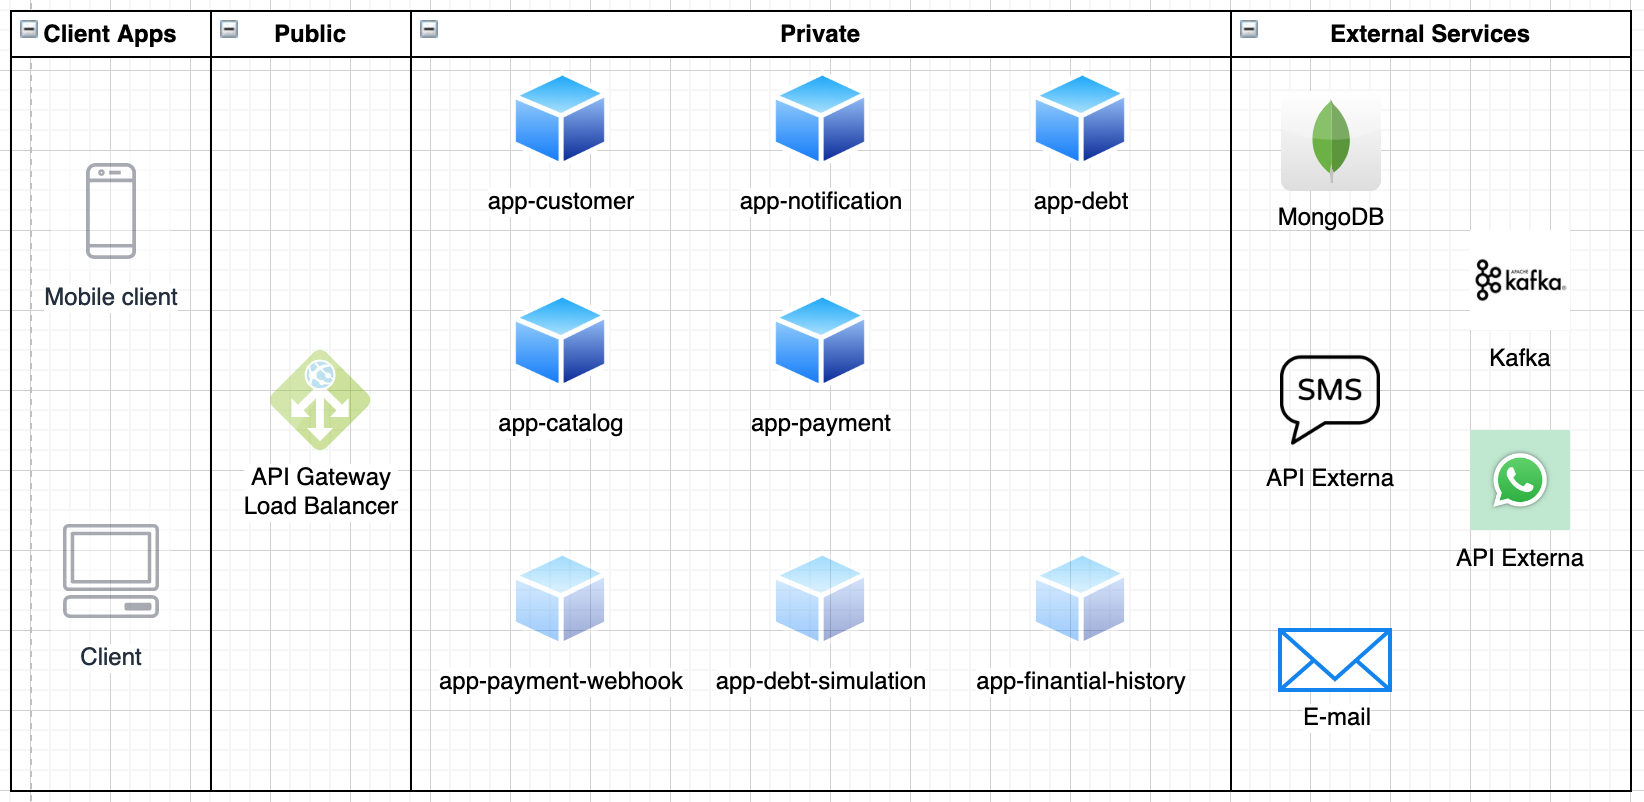 Client Apps
Public
Private
External Services
app-customer
app-notification
app-debt
MongoDB
Mobile client
APACHE
kafka®
Kafka
SMS
API Externa
app-catalog
app-payment
API Gateway
Load Balancer
API Externa
Client
app-payment-webhook
app-debt-simulation
app-finantial-history
E-mail